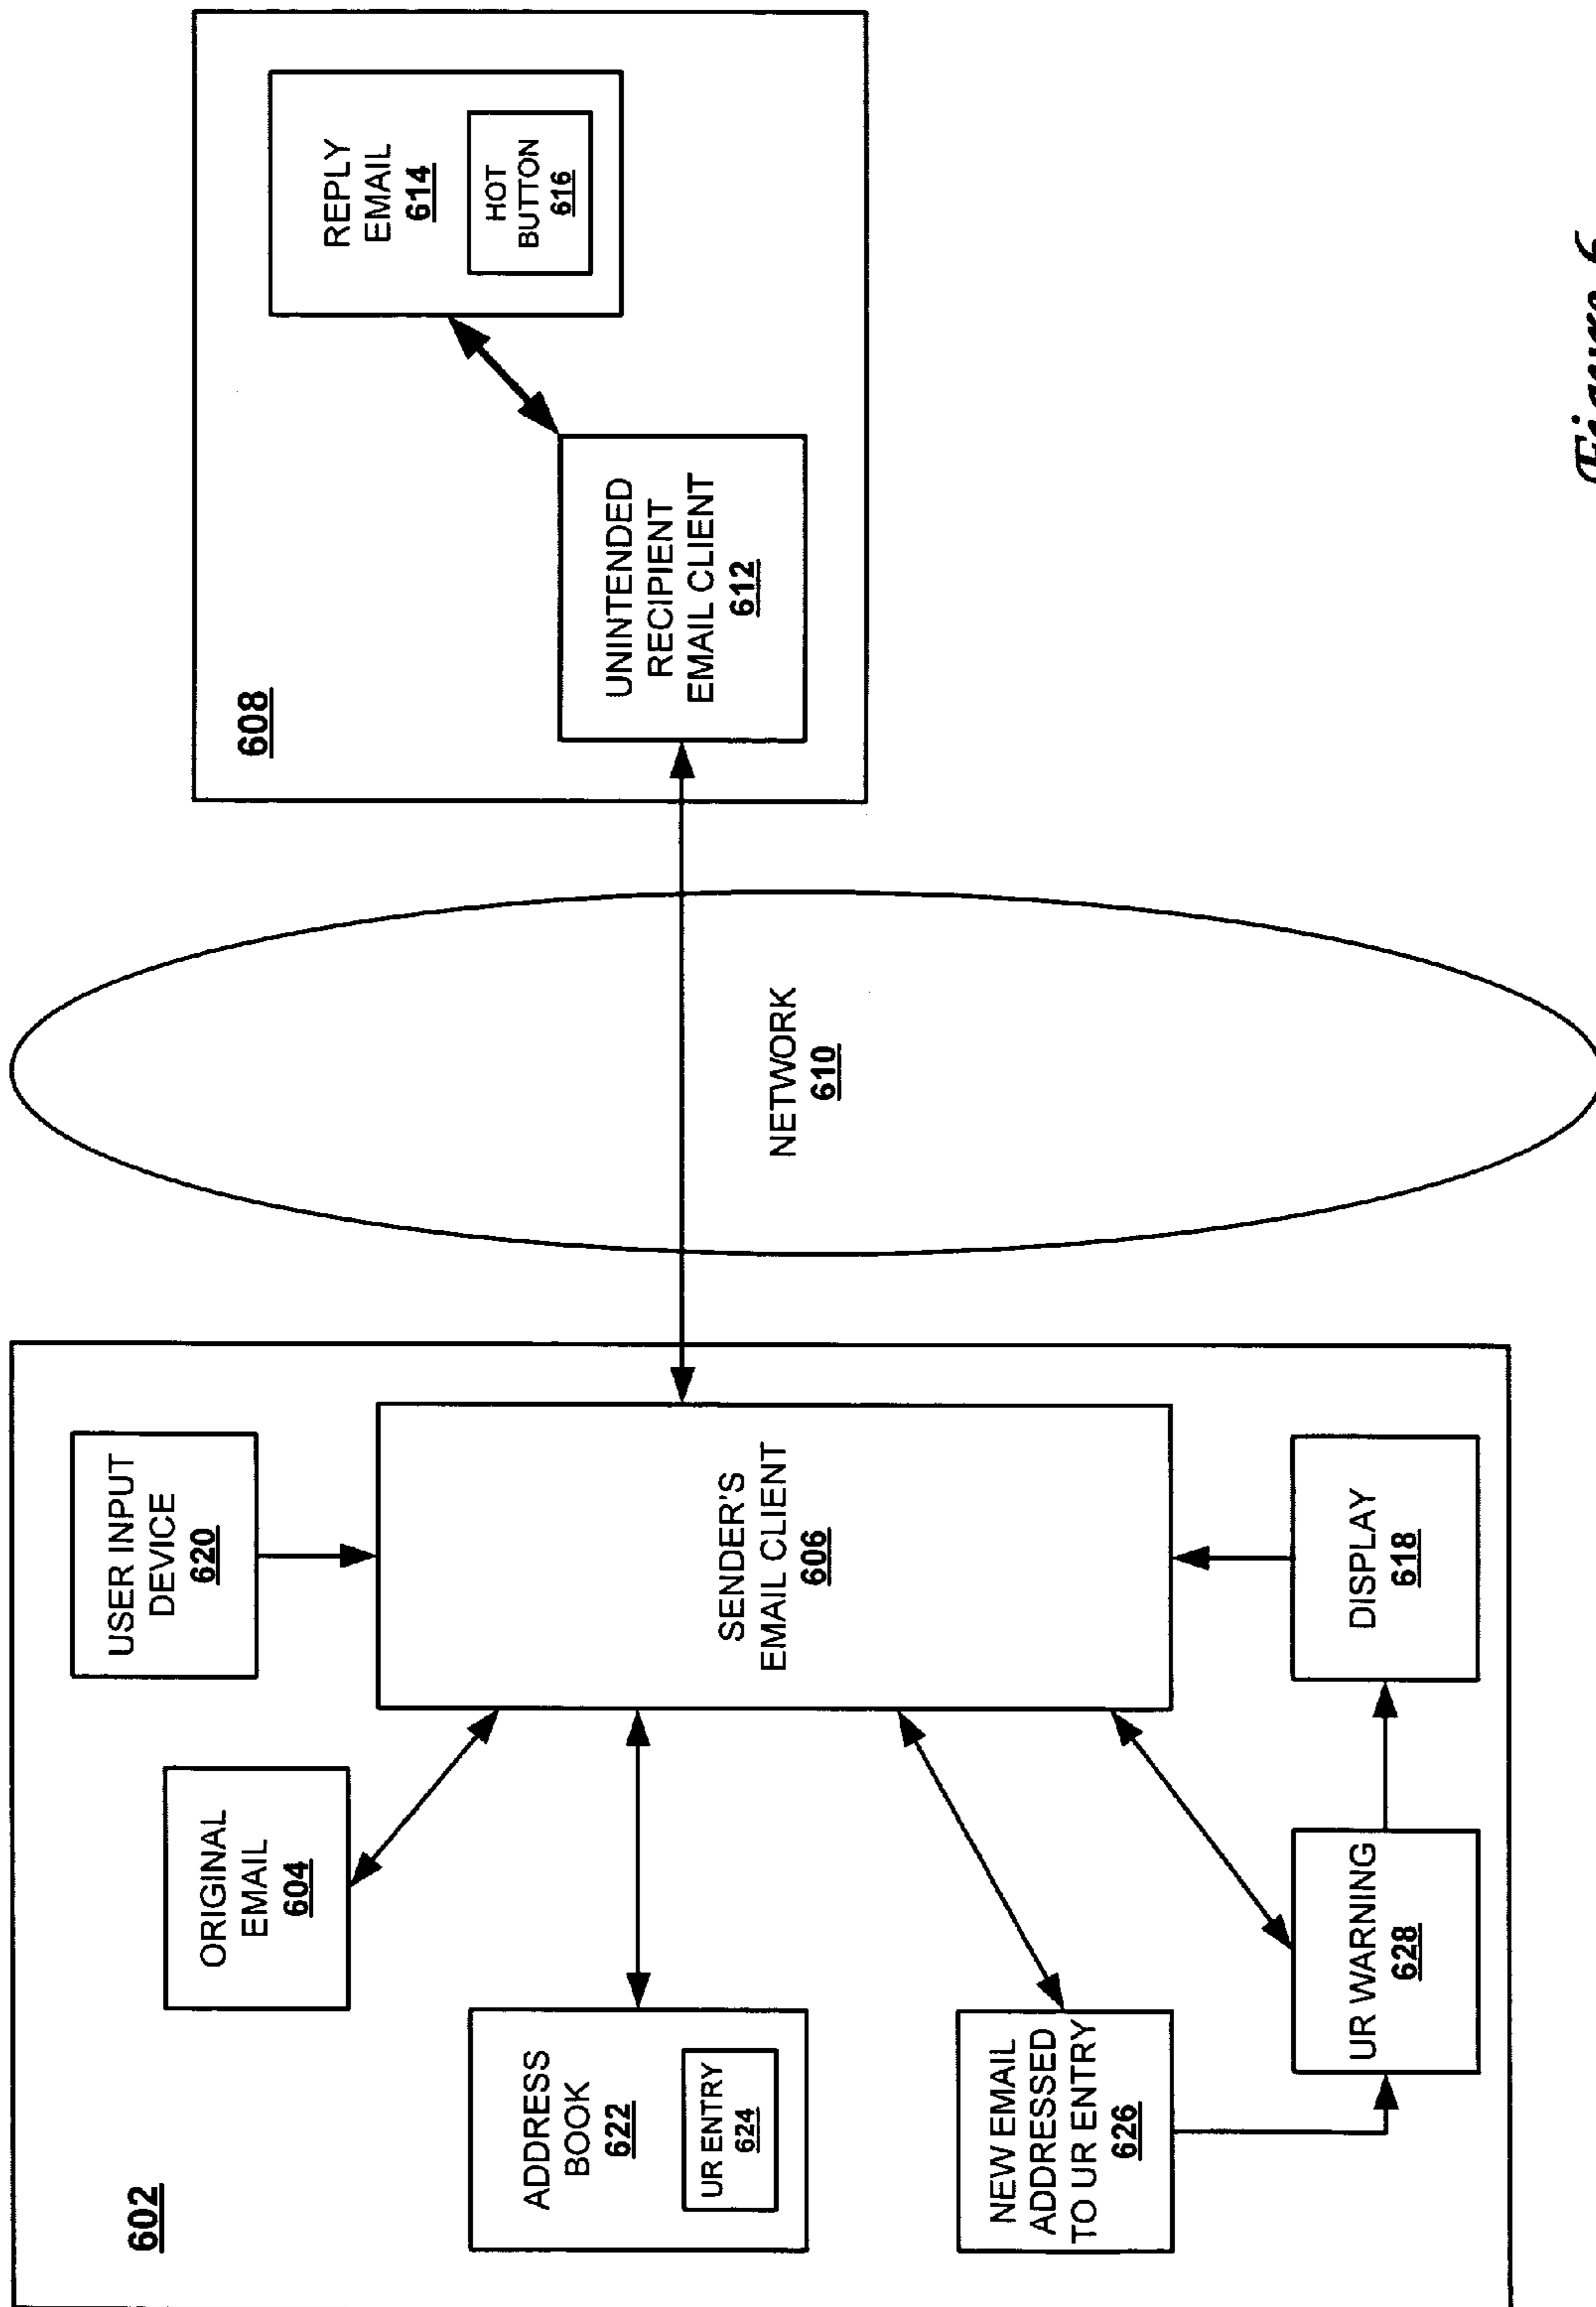 602
USER INPUT
DEVICE
620
ORIGINAL
EMAIL
604
ADDRESS
BOOK
622
UR ENTRY
624
NEW EMAIL
ADDRESSED
TO UR ENTRY
626
UR WARNING
628
DISPLAY
618
SENDER'S
EMAIL CLIENT
606
NETWORK
610
608
UNINTENDED
RECIPIENT
EMAIL CLIENT
612
REPLY
EMAIL
614
HOT
BUTTON
616
Figure 6